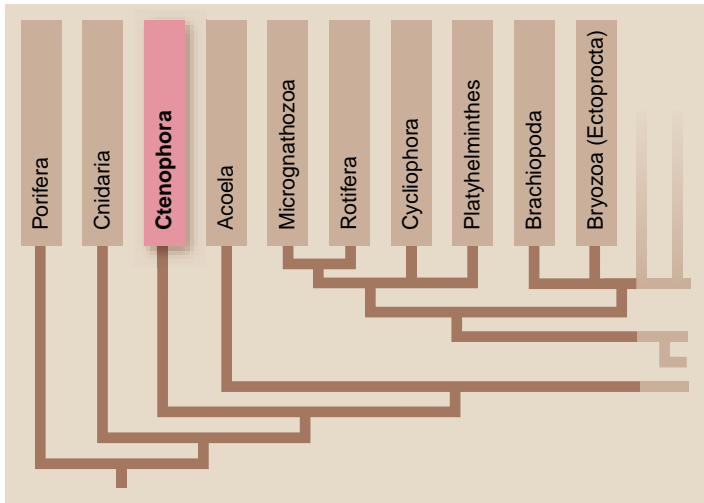 Porifera
Cnidaria
Ctenophora
Acoela
Micrognathozoa
Rotifera
Cycliophora
Platyhelminthes
Brachiopoda
Bryozoa (Ectoprocta)